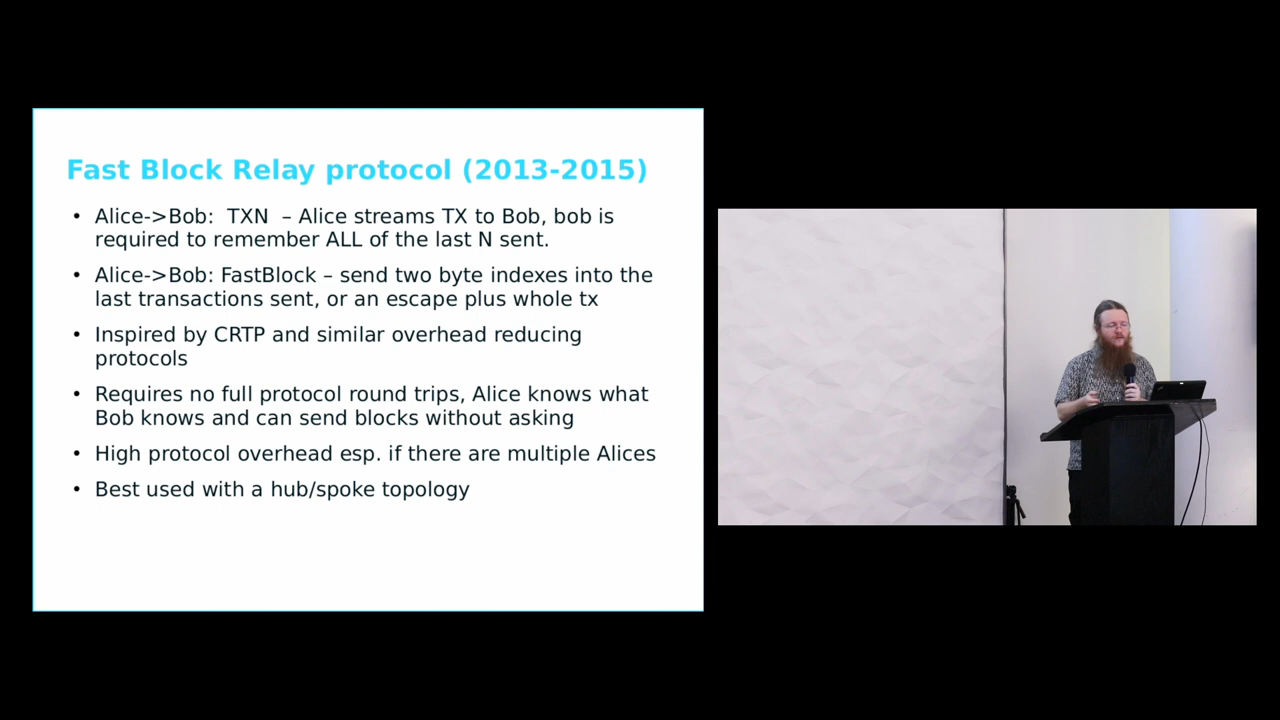 Fast Block Relay protocol (2013-2015)
• Alice->Bob:  TXN  – Alice streams TX to Bob, bob is
required to remember ALL of the last N sent.
• Alice->Bob: FastBlock – send two byte indexes into the
last transactions sent, or an escape plus whole tx
• Inspired by CRTP and similar overhead reducing
protocols
• Requires no full protocol round trips, Alice knows what
Bob knows and can send blocks without asking
• High protocol overhead esp. if there are multiple Alices
• Best used with a hub/spoke topology